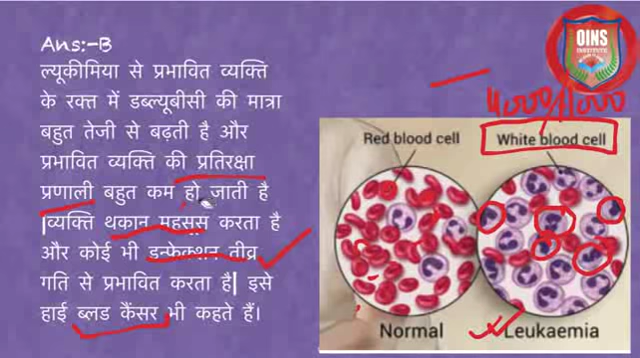 Ans:-B
ल्यूकीमिया से प्रभावित व्यक्ति
के रक्त में डब्ल्यूबीसी की मात्रा
बहुत तेजी से बढ़ती है और
प्रभावित व्यक्ति की प्रतिरक्षा
प्रणाली बहुत कम हो जाती है
|व्यक्ति थकान महसूस करता है
और कोई भी इन्फेक्शन तीव्र
गति से प्रभावित करता है| इसे
हाई ब्लड कैंसर भी कहते हैं।
OINS
INSTITUTE
Red blood cell
White blood cell
Normal
Leukaemia